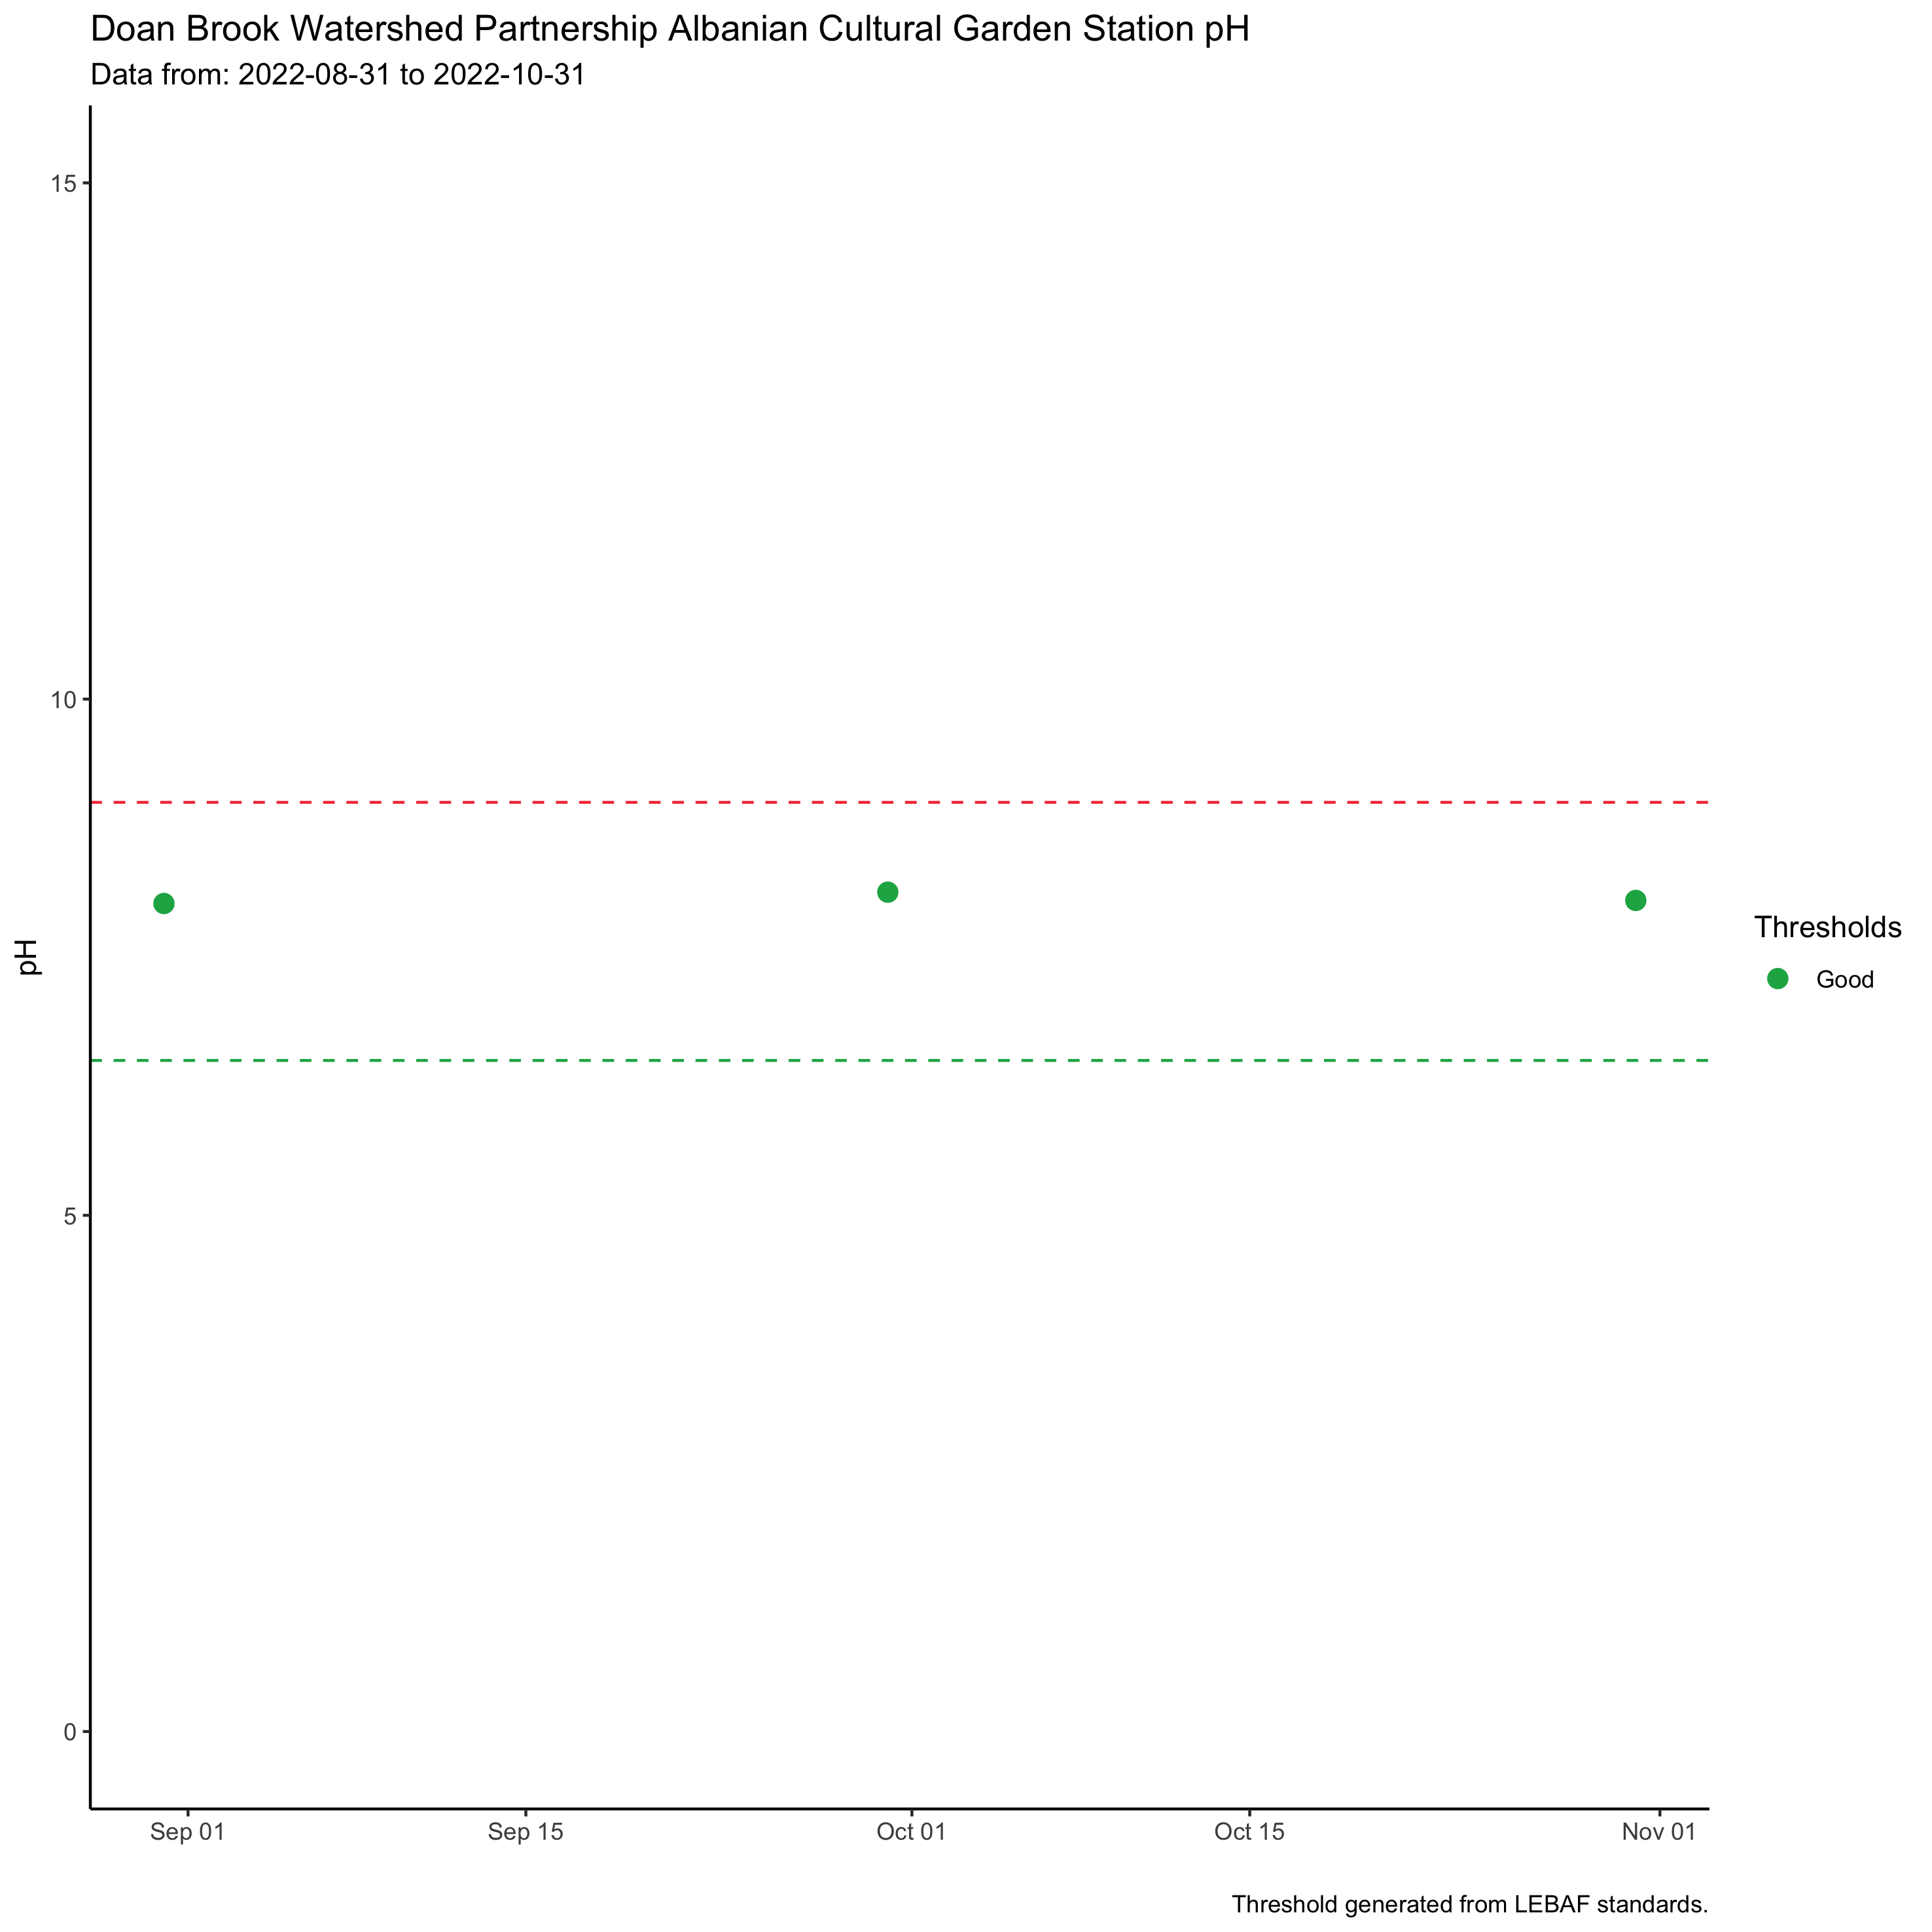 Doan Brook Watershed Partnership Albanian Cultural Garden Station pH
Data from: 2022-08-31 to 2022-10-31
15
10
5
0
pH
Sep 01
Sep 15
Oct 01
Oct 15
Nov 01
Thresholds
Good
Threshold generated from LEBAF standards.